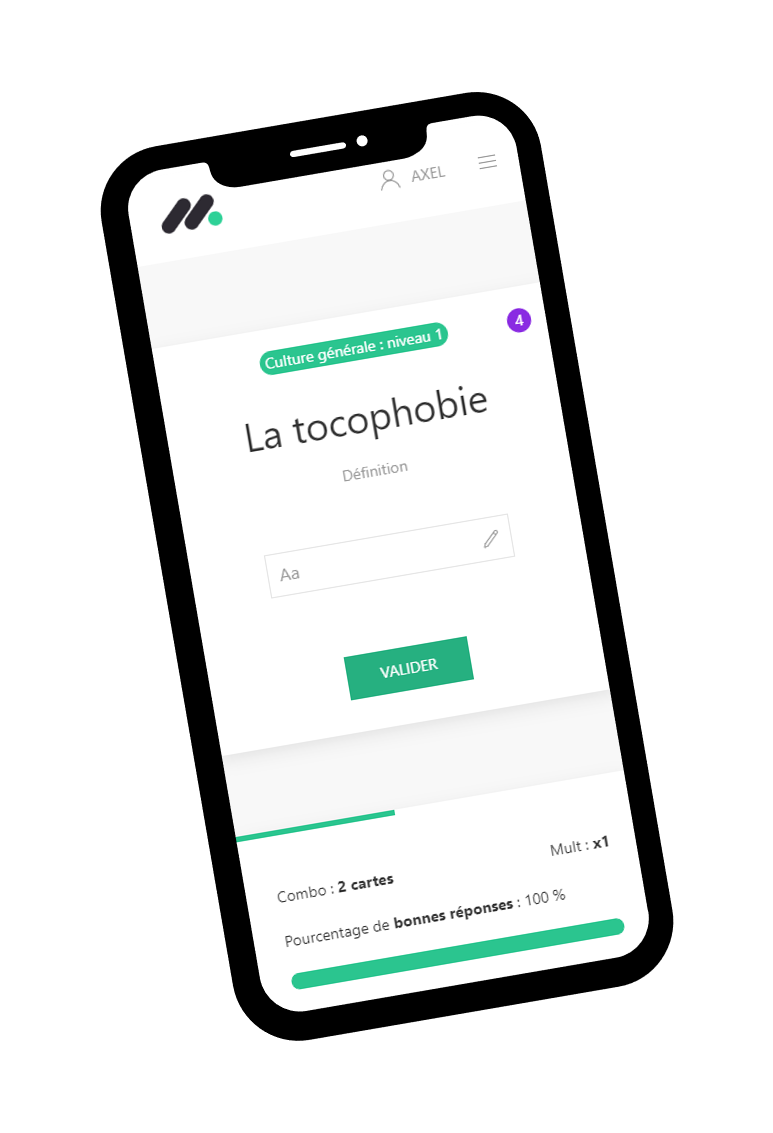 AXEL
4
Culture générale : niveau 1
La tocophobie
Définition
Aa
VALIDER
Combo : 2 cartes
Mult : x1
Pourcentage de bonnes réponses : 100 %